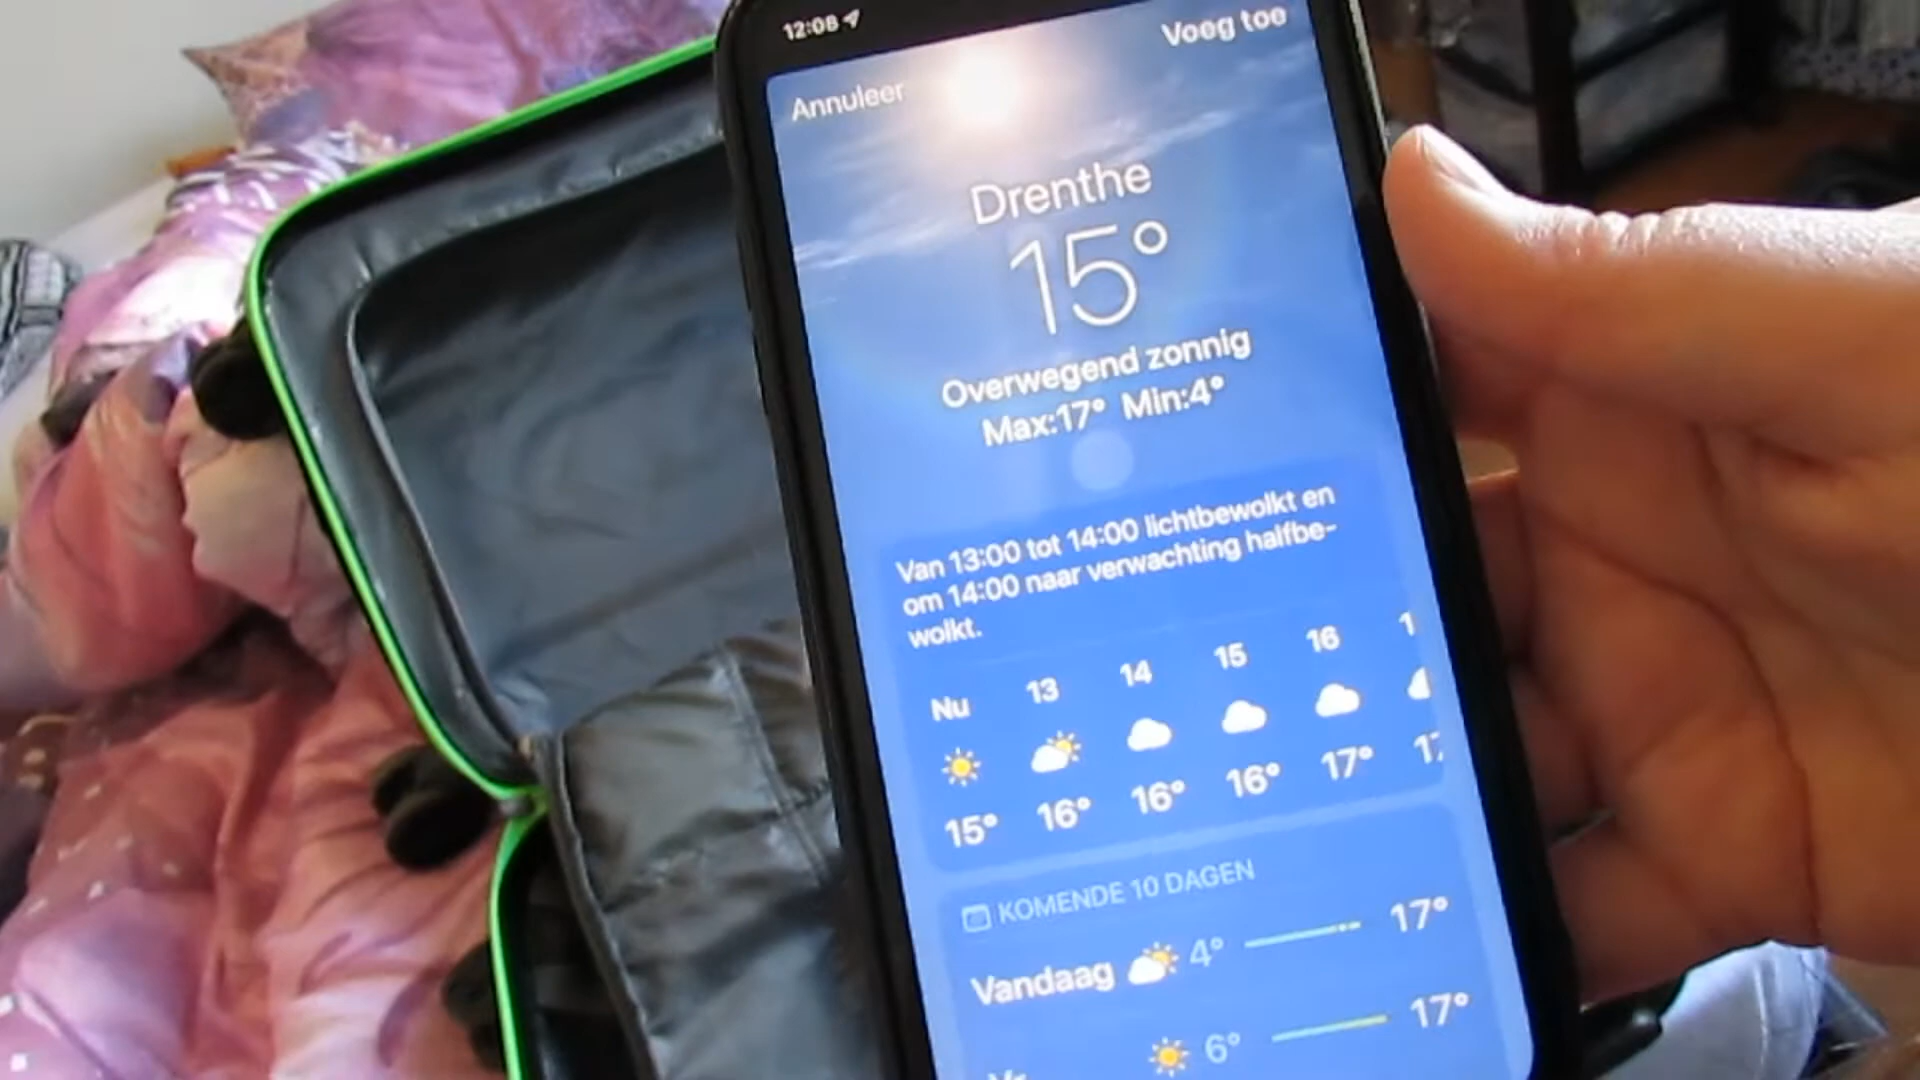 12:08
Voeg toe
Annuleer
Drenthe
15°
Overwegend zonnig
Max:17° Min:4°
Van 13:00 tot 14:00 lichtbewolkt en
om 14:00 naar verwachting halfbe-
wolkt.
Nu 13 14 15 16
15° 16° 16° 16° 17°
KOMENDE 10 DAGEN
Vandaag 4° 17°
Vr 6° 17°